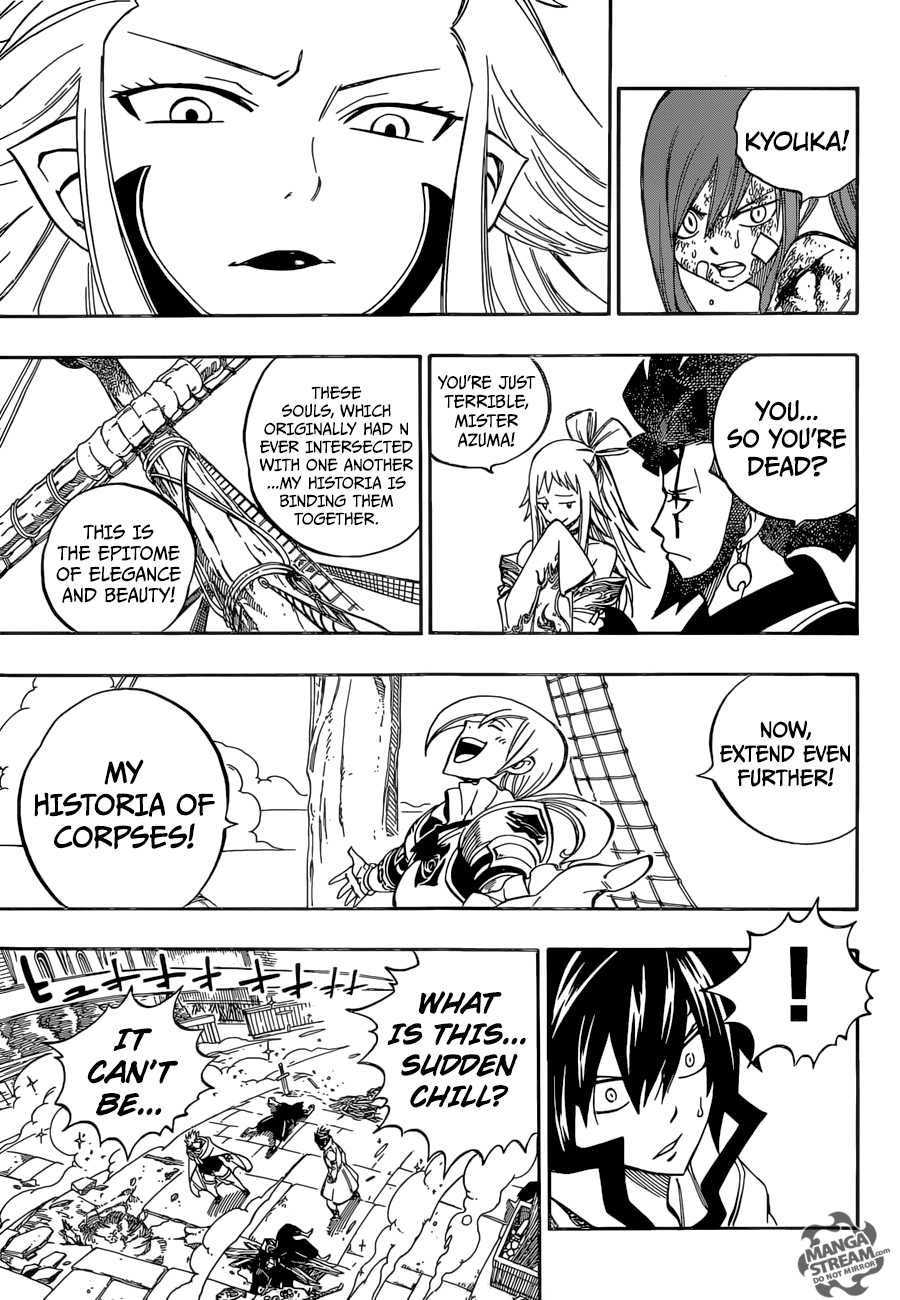 KYOUKA!
YOU...
SO YOU'RE
DEAD?
YOU'RE JUST
TERRIBLE,
MISTER
AZUMA!
THESE
SOULS, WHICH
ORIGINALLY HAD N
EVER INTERSECTED
WITH ONE ANOTHER
...MY HISTORIA IS
BINDING THEM
TOGETHER.
THIS IS
THE EPITOME
OF ELEGANCE
AND BEAUTY!
NOW,
EXTEND EVEN
FURTHER!
MY
HISTORIA OF
CORPSES!
!
WHAT
IS THIS...
SUDDEN
CHILL?
IT
CAN'T
BE...
MANGA
STREAM.com
DO NOT MIRROR